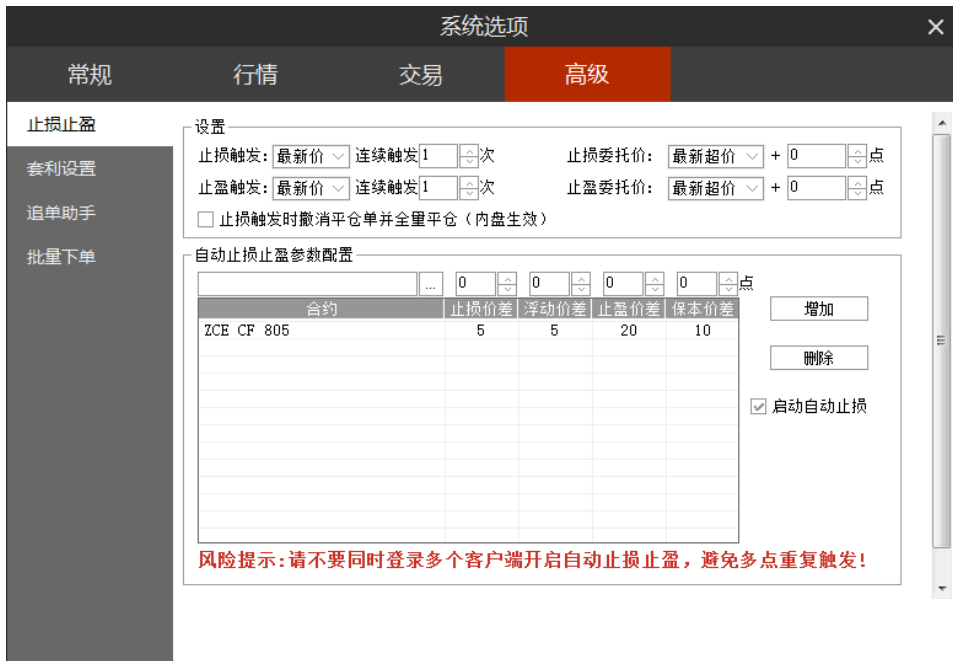 系统选项
常规 行情 交易 高级
止损止盈
套利设置
追单助手
批量下单
设置
止损触发: 最新价 连续触发 1 次 止损委托价: 最新超价 + 0 点
止盈触发: 最新价 连续触发 1 次 止盈委托价: 最新超价 + 0 点
止损触发时撤消平仓单并全量平仓（内盘生效）
自动止损止盈参数配置
... 0 0 0 0 点
合约 止损价差 浮动价差 止盈价差 保本价差
ZCE CF 805 5 5 20 10
增加
删除
启动自动止损
风险提示:请不要同时登录多个客户端开启自动止损止盈，避免多点重复触发!